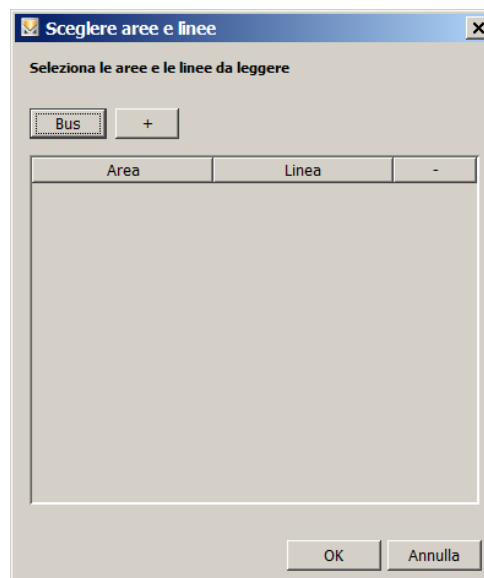 Sceglere aree e linee
Seleziona le aree e le linee da leggere
Bus +
Area Linea -
OK Annulla